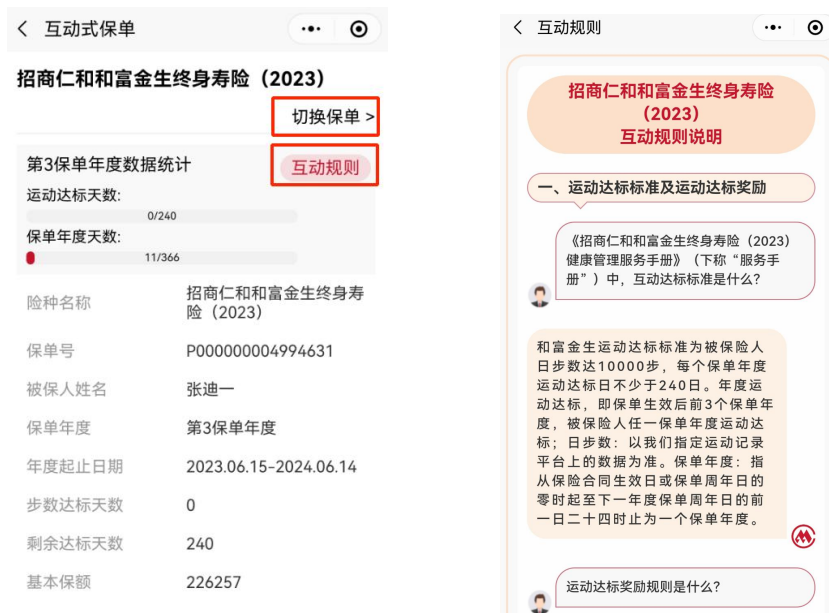 互动式保单
招商仁和和富金生终身寿险（2023）
切换保单 >
第3保单年度数据统计
互动规则
运动达标天数:
0/240
保单年度天数:
11/366
险种名称
招商仁和和富金生终身寿
险（2023）
保单号
P000000004994631
被保人姓名
张迪一
保单年度
第3保单年度
年度起止日期
2023.06.15-2024.06.14
步数达标天数
0
剩余达标天数
240
基本保额
226257
互动规则
招商仁和和富金生终身寿险
（2023）
互动规则说明
一、运动达标标准及运动达标奖励
《招商仁和和富金生终身寿险（2023）
健康管理服务手册》（下称“服务手
册”）中，互动达标标准是什么？
和富金生运动达标标准为被保险人
日步数达10000步，每个保单年度
运动达标日不少于240日。年度运
动达标，即保单生效后前3个保单年
度，被保险人任一保单年度运动达
标；日步数：以我们指定运动记录
平台上的数据为准。保单年度：指
从保险合同生效日或保单周年日的
零时起至下一年度保单周年日的前
一日二十四时止为一个保单年度。
运动达标奖励规则是什么？